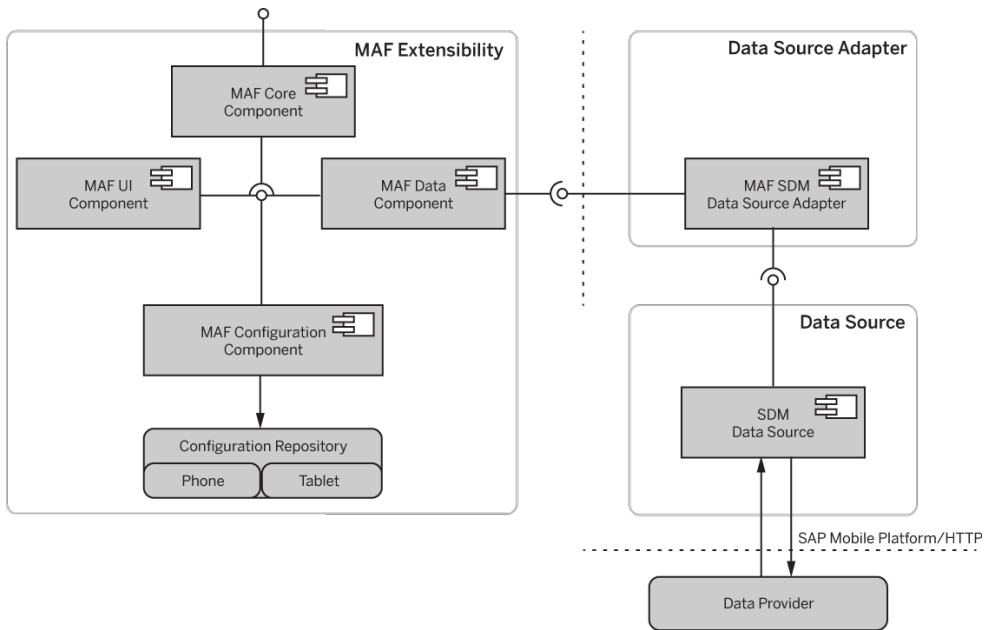 MAF Extensibility
MAF Core
Component
MAF UI
Component
MAF Data
Component
MAF Configuration
Component
Configuration Repository
Phone
Tablet
Data Source Adapter
MAF SDM
Data Source Adapter
Data Source
SDM
Data Source
SAP Mobile Platform/HTTP
Data Provider